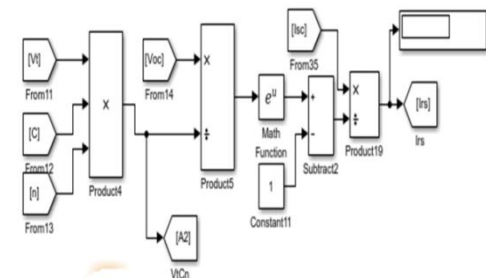 [Vt]
From11
[C]
From12
[n]
From13
×
Product4
[Voc]
From14
×
÷
Product5
[A2]
VtCn
e^u
Math
Function
1
Constant11
[Isc]
From35
+
-
Subtract2
×
÷
Product19
[Irs]
Irs